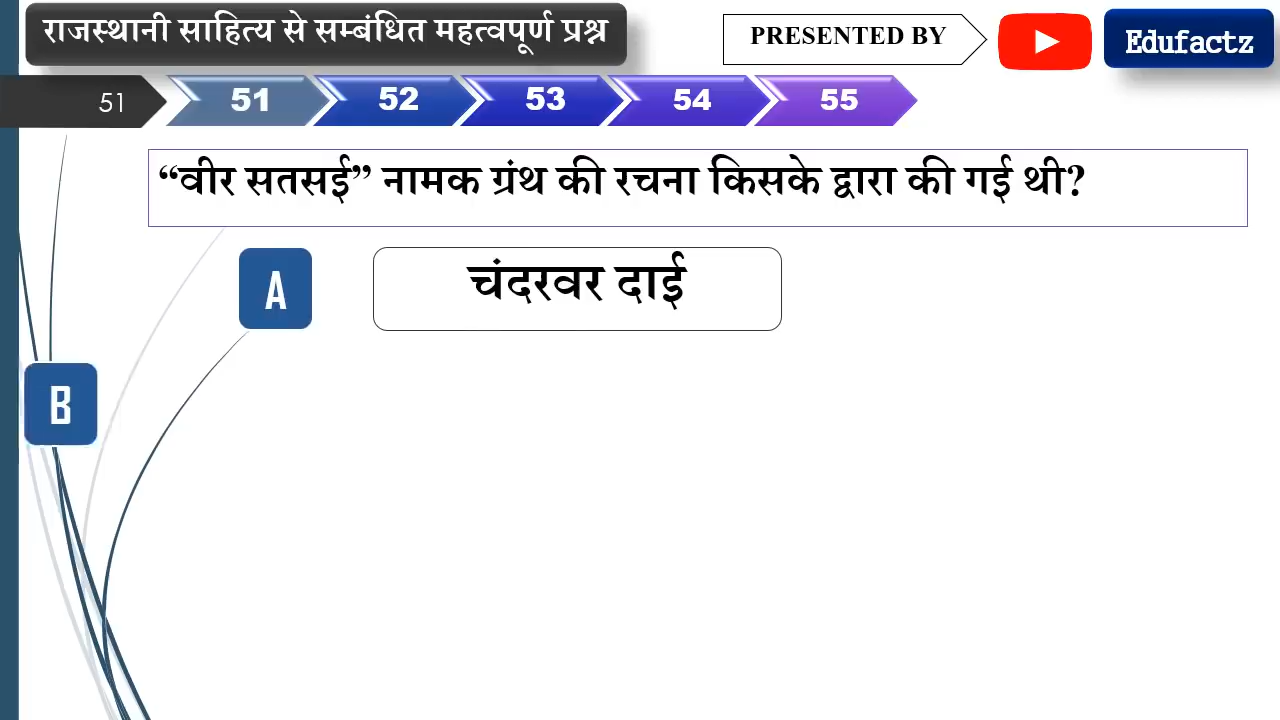 राजस्थानी साहित्य से सम्बंधित महत्वपूर्ण प्रश्न
PRESENTED BY
Edufactz
51
51 52 53 54 55
“वीर सतसई” नामक ग्रंथ की रचना किसके द्वारा की गई थी?
A चंदरवर दाई
B